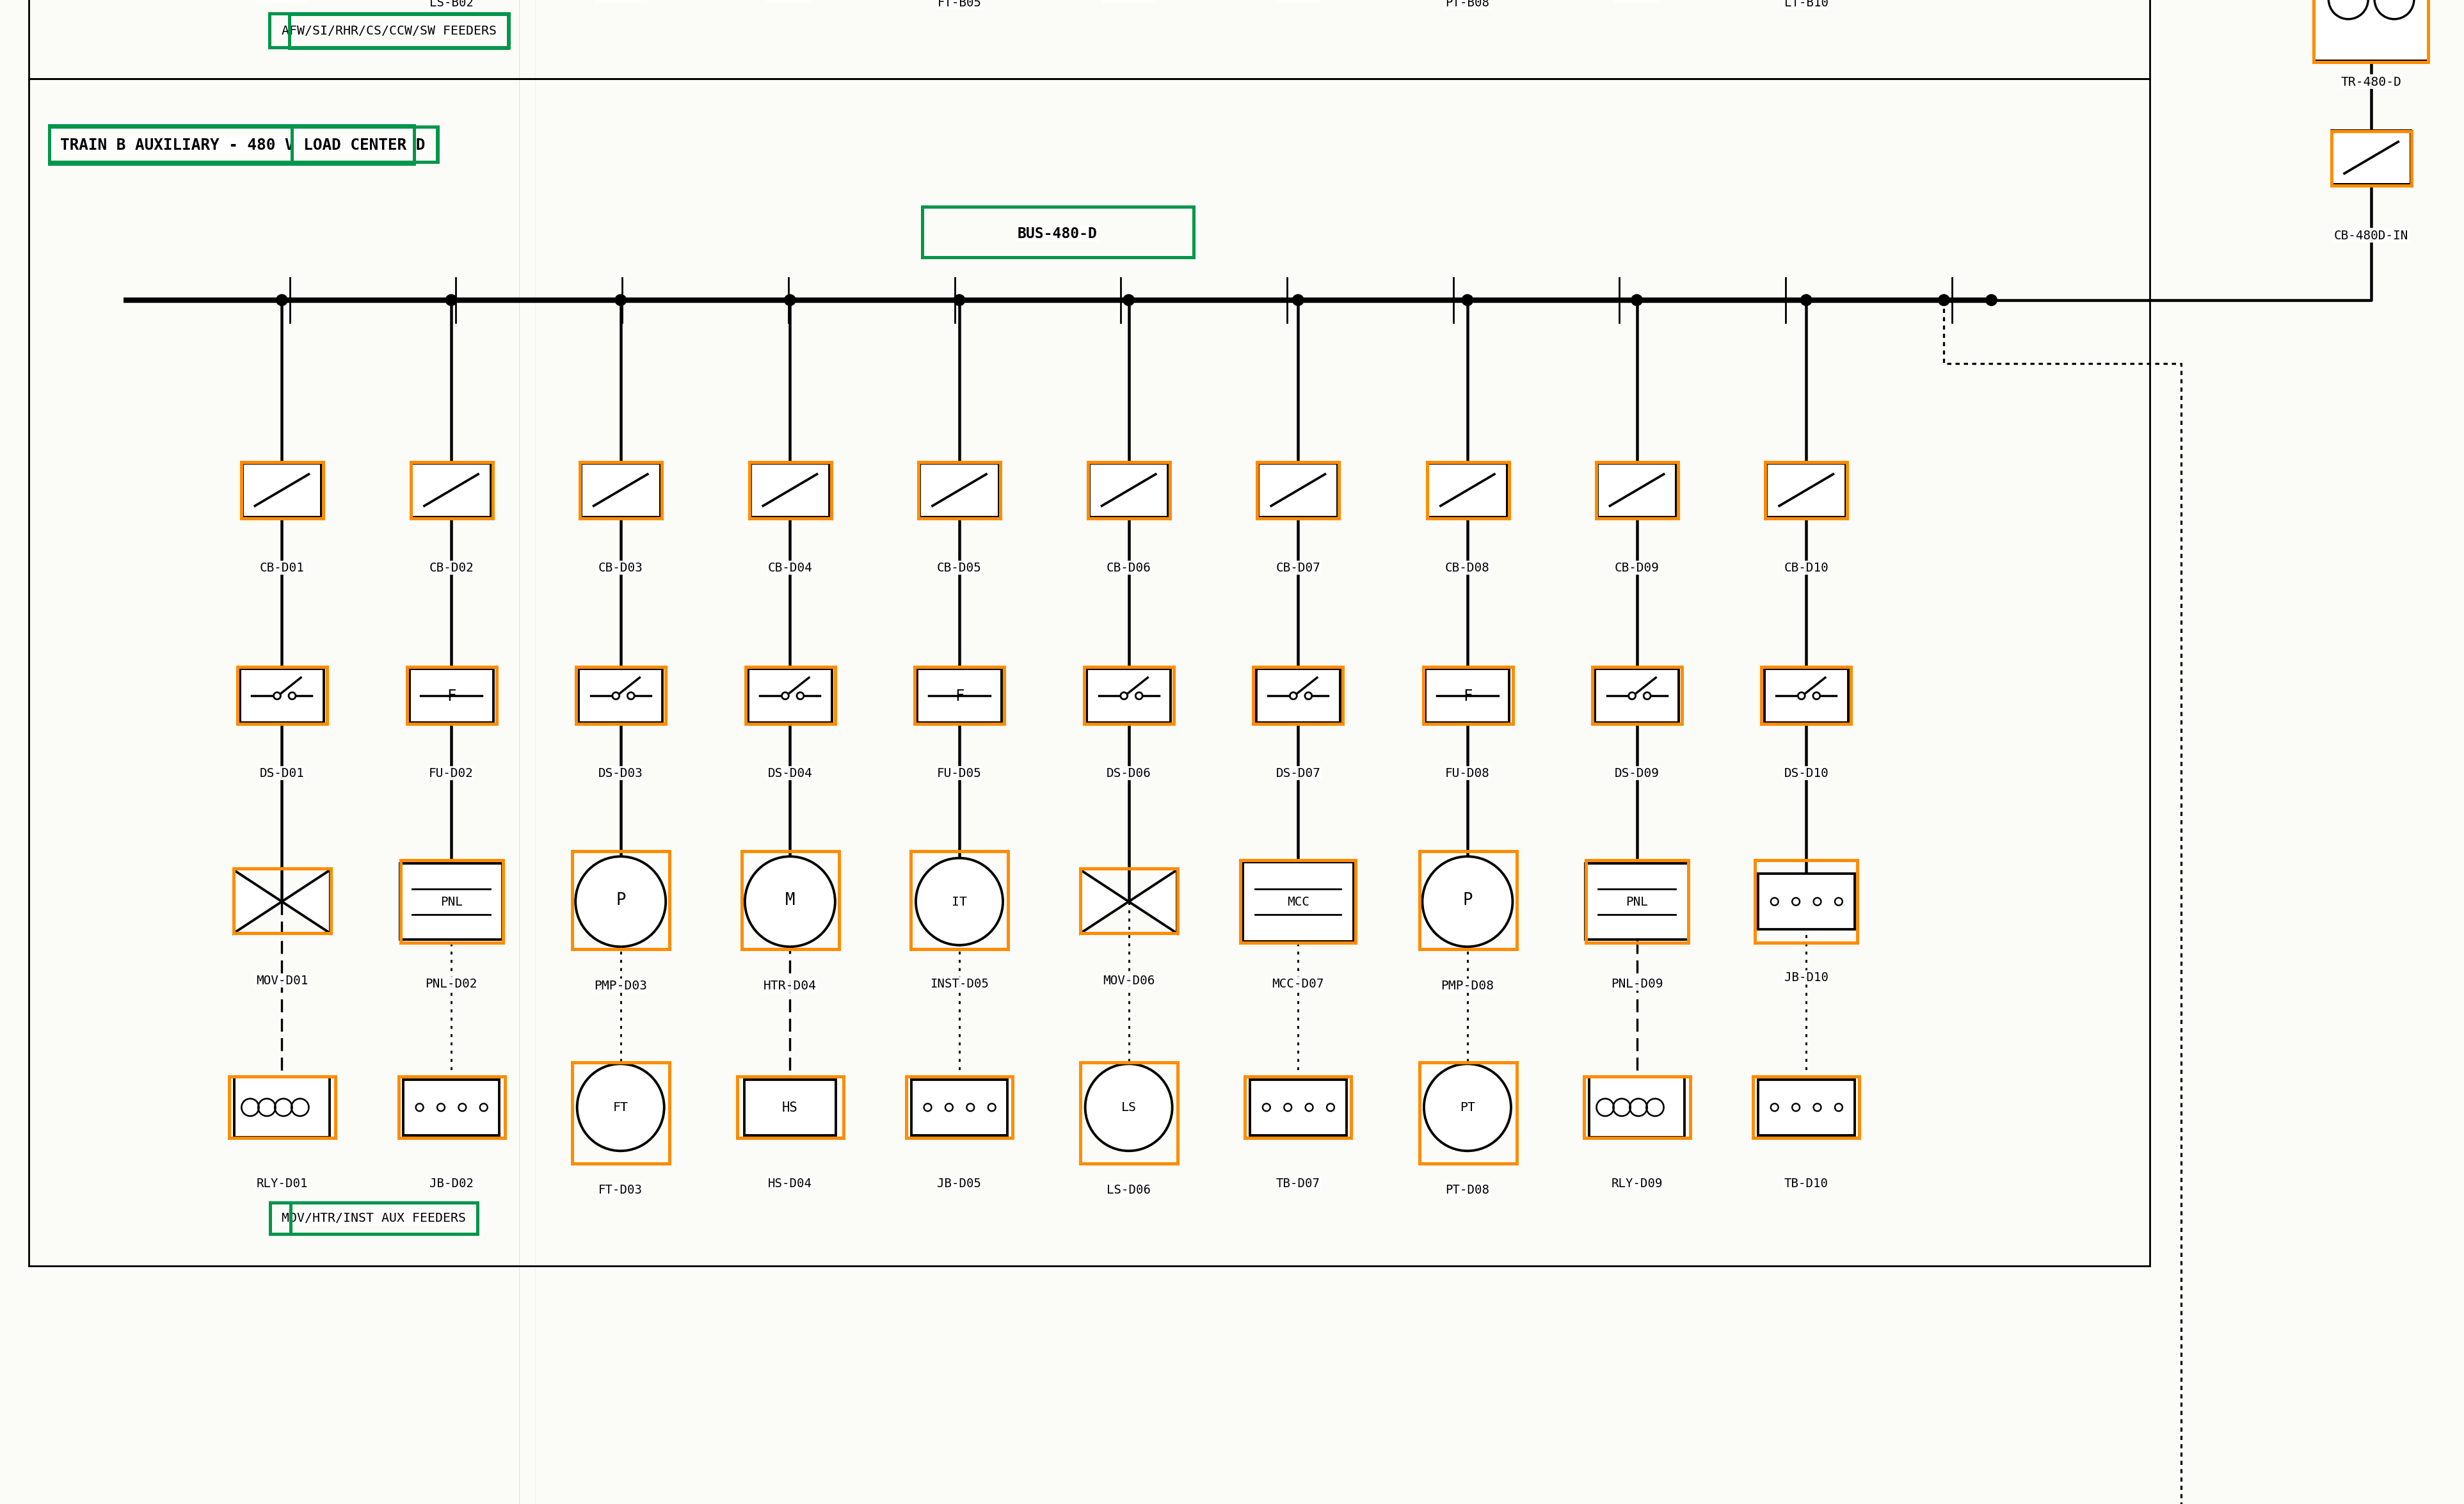 LS-B02 FT-B05 PT-B08 LT-B10
AFW/SI/RHR/CS/CCW/SW FEEDERS
TR-480-D
TRAIN B AUXILIARY - 480 V LOAD CENTER D
BUS-480-D
CB-480D-IN
CB-D01 CB-D02 CB-D03 CB-D04 CB-D05 CB-D06 CB-D07 CB-D08 CB-D09 CB-D10
F F F
DS-D01 FU-D02 DS-D03 DS-D04 FU-D05 DS-D06 DS-D07 FU-D08 DS-D09 DS-D10
PNL P M IT MCC P PNL
MOV-D01 PNL-D02 PMP-D03 HTR-D04 INST-D05 MOV-D06 MCC-D07 PMP-D08 PNL-D09 JB-D10
FT HS LS PT
RLY-D01 JB-D02 FT-D03 HS-D04 JB-D05 LS-D06 TB-D07 PT-D08 RLY-D09 TB-D10
MOV/HTR/INST AUX FEEDERS